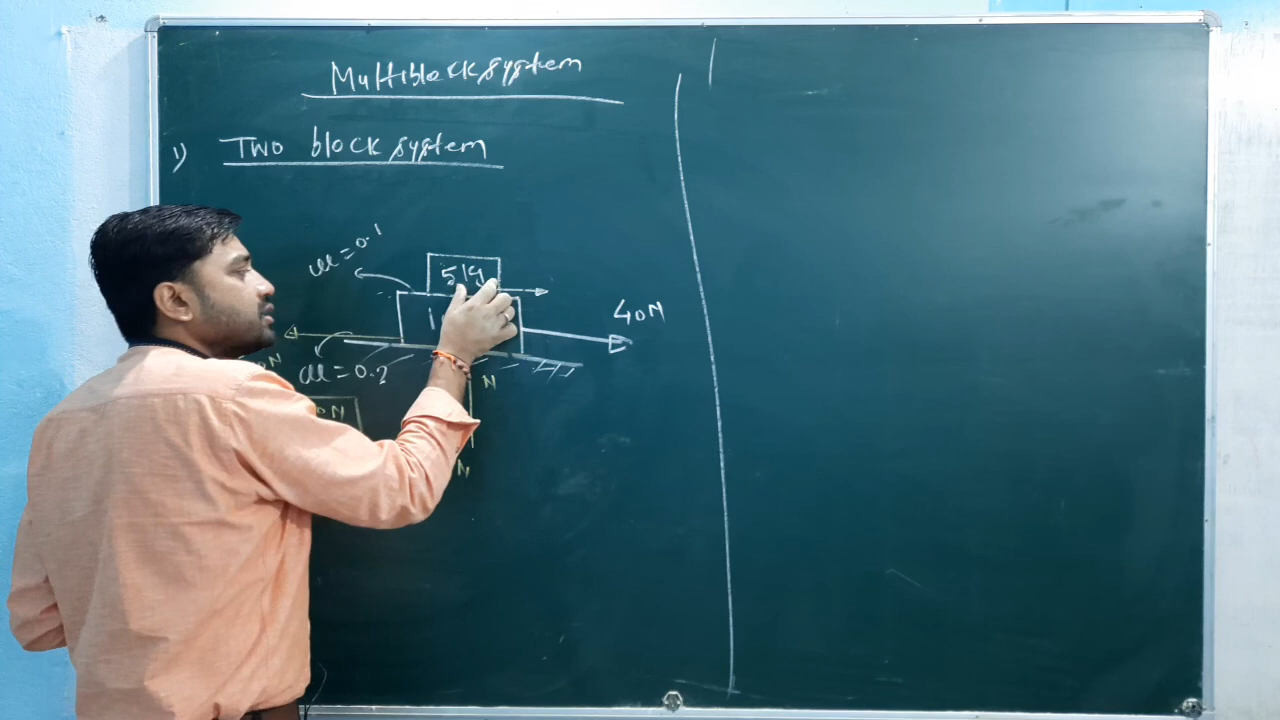 Multiblock system
1) Two block system
μ = 0.1
5kg
40N
μ = 0.2
N
N